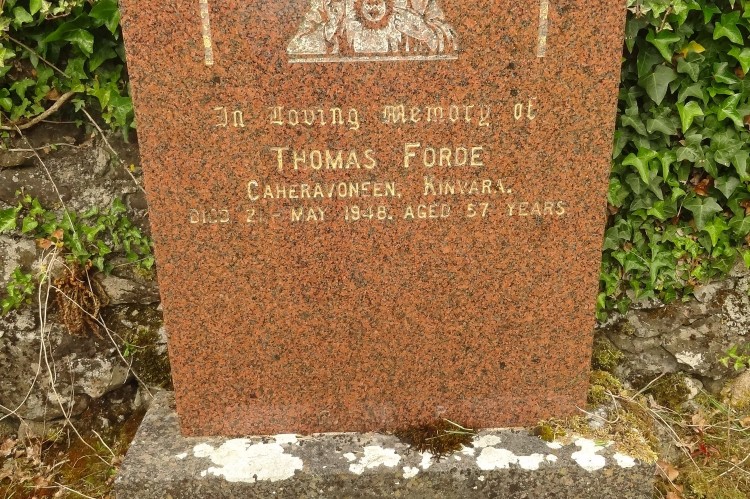 In Loving Memory of
THOMAS FORDE
CAHERAVONEEN, KINVARA.
DIED MAY 1948, AGED 57 YEARS